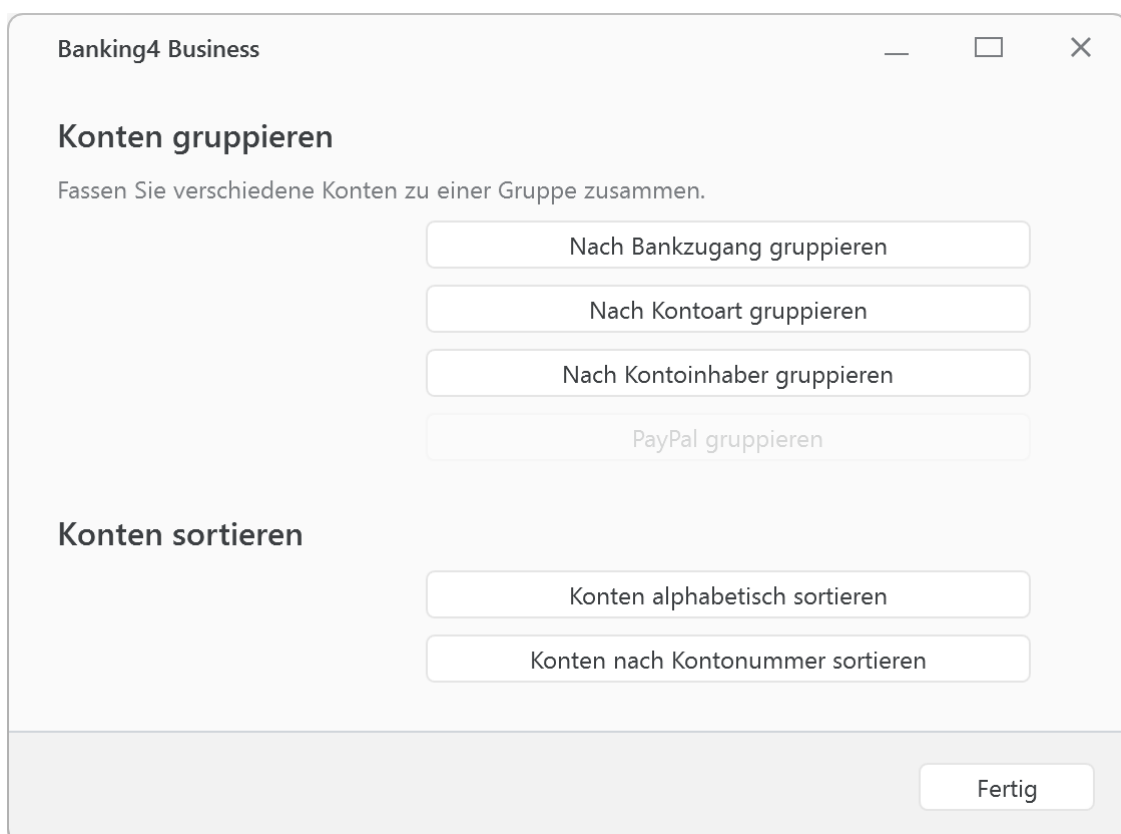 Banking4 Business
Konten gruppieren
Fassen Sie verschiedene Konten zu einer Gruppe zusammen.
Nach Bankzugang gruppieren
Nach Kontoart gruppieren
Nach Kontoinhaber gruppieren
PayPal gruppieren
Konten sortieren
Konten alphabetisch sortieren
Konten nach Kontonummer sortieren
Fertig